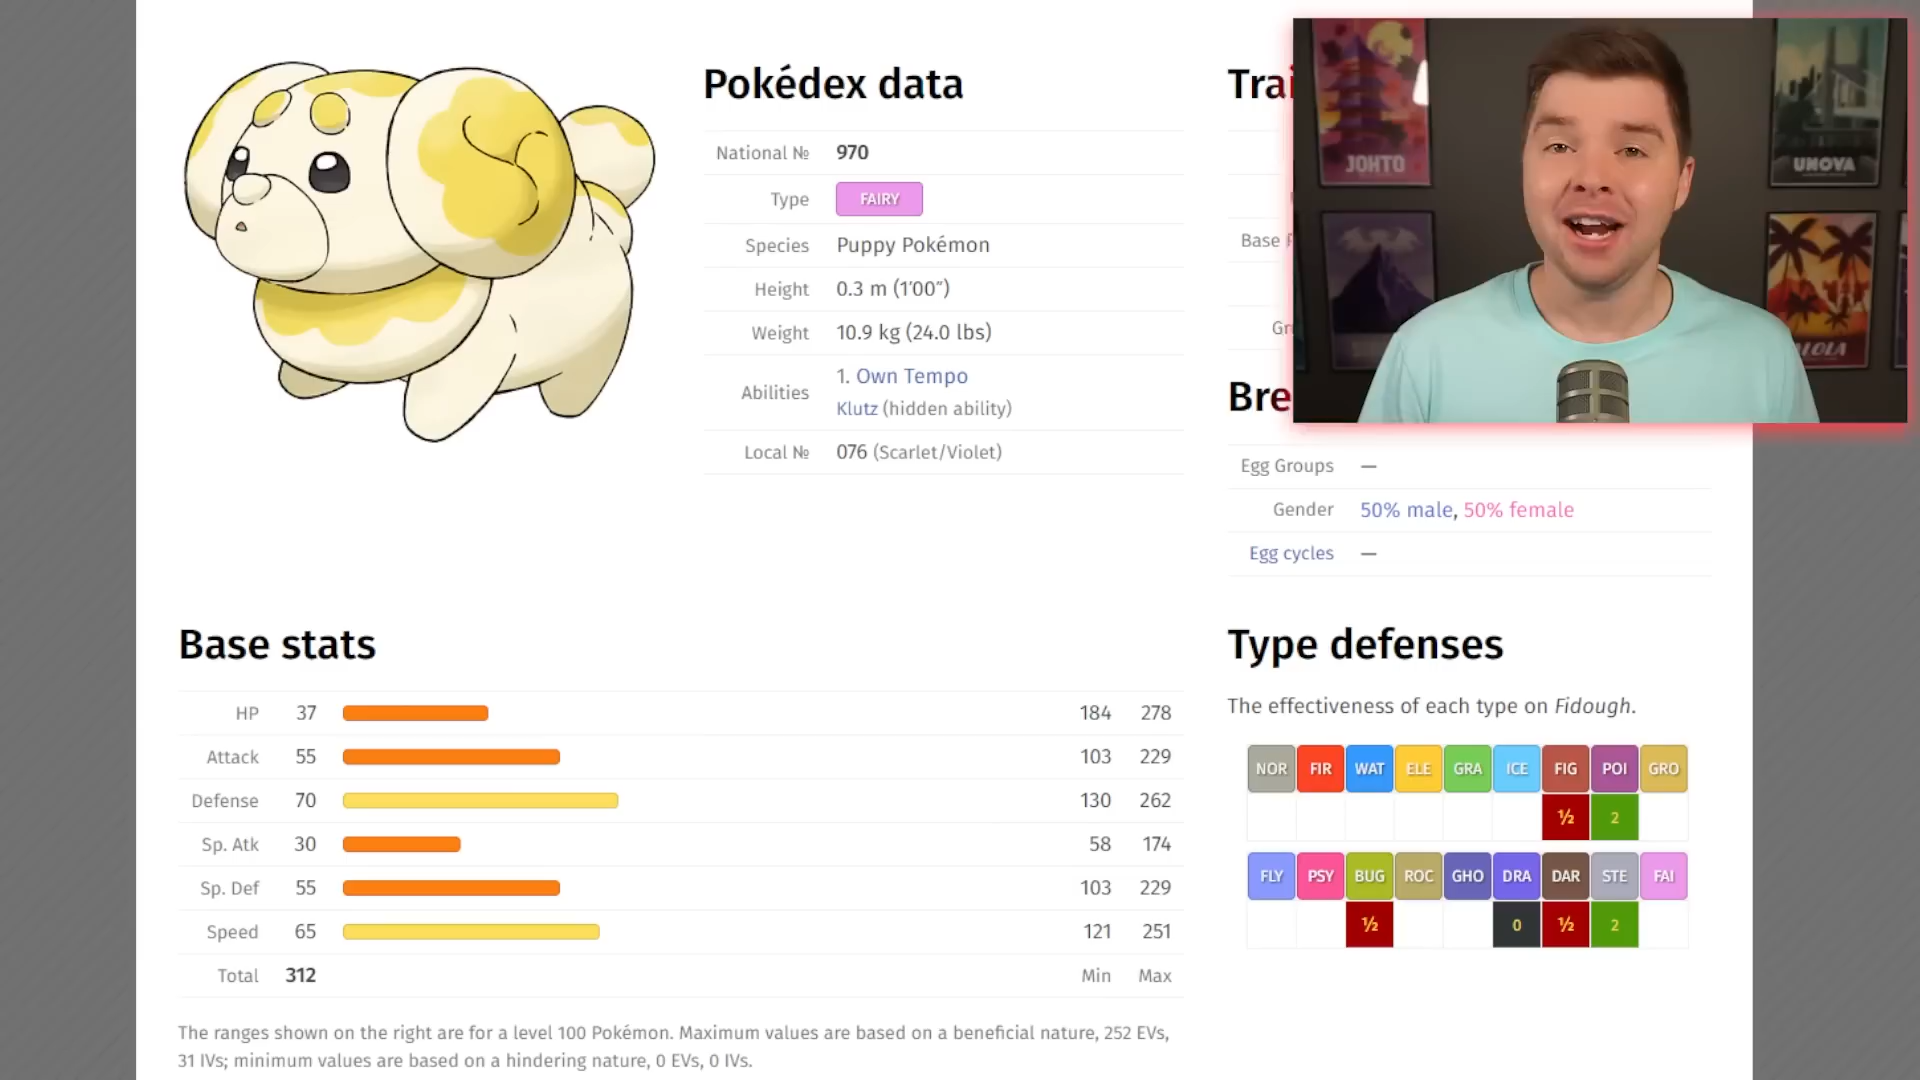 Pokédex data
National № 970
Type FAIRY
Species Puppy Pokémon
Height 0.3 m (1′00″)
Weight 10.9 kg (24.0 lbs)
Abilities 1. Own Tempo
Klutz (hidden ability)
Local № 076 (Scarlet/Violet)
Trai
Base
JOHTO
UNOVA
ALOLA
Bre
Egg Groups —
Gender 50% male, 50% female
Egg cycles —
Base stats
HP 37 184 278
Attack 55 103 229
Defense 70 130 262
Sp. Atk 30 58 174
Sp. Def 55 103 229
Speed 65 121 251
Total 312 Min Max
The ranges shown on the right are for a level 100 Pokémon. Maximum values are based on a beneficial nature, 252 EVs,
31 IVs; minimum values are based on a hindering nature, 0 EVs, 0 IVs.
Type defenses
The effectiveness of each type on Fidough.
NOR FIR WAT ELE GRA ICE FIG POI GRO
½ 2
FLY PSY BUG ROC GHO DRA DAR STE FAI
½ 0 ½ 2